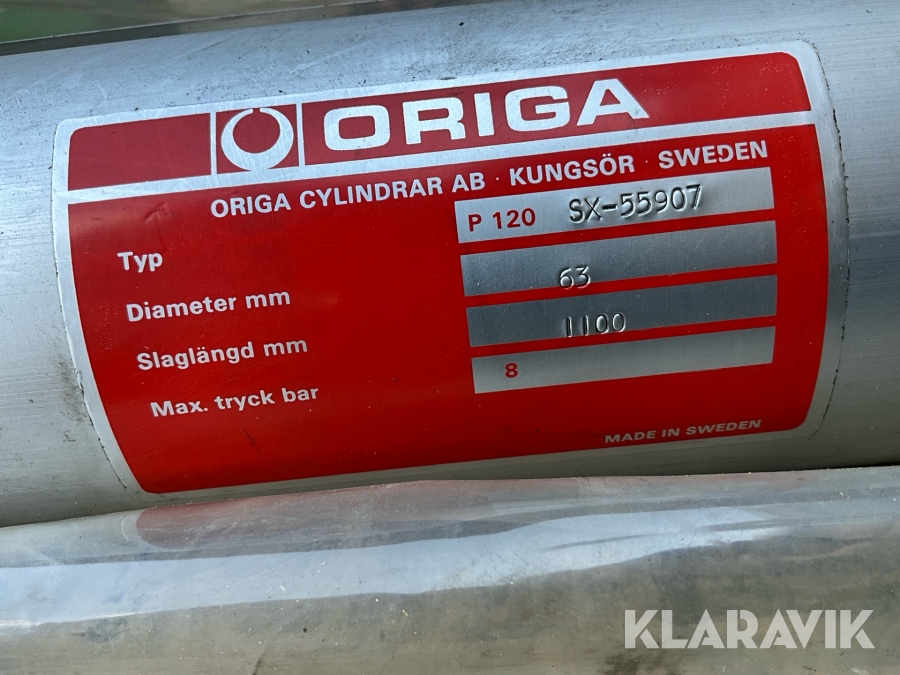 ORIGA
ORIGA CYLINDRAR AB · KUNGSÖR · SWEDEN
Typ P 120 SX-55907
Diameter mm 63
Slaglängd mm 1100
Max. tryck bar 8
MADE IN SWEDEN
KLARAVIK